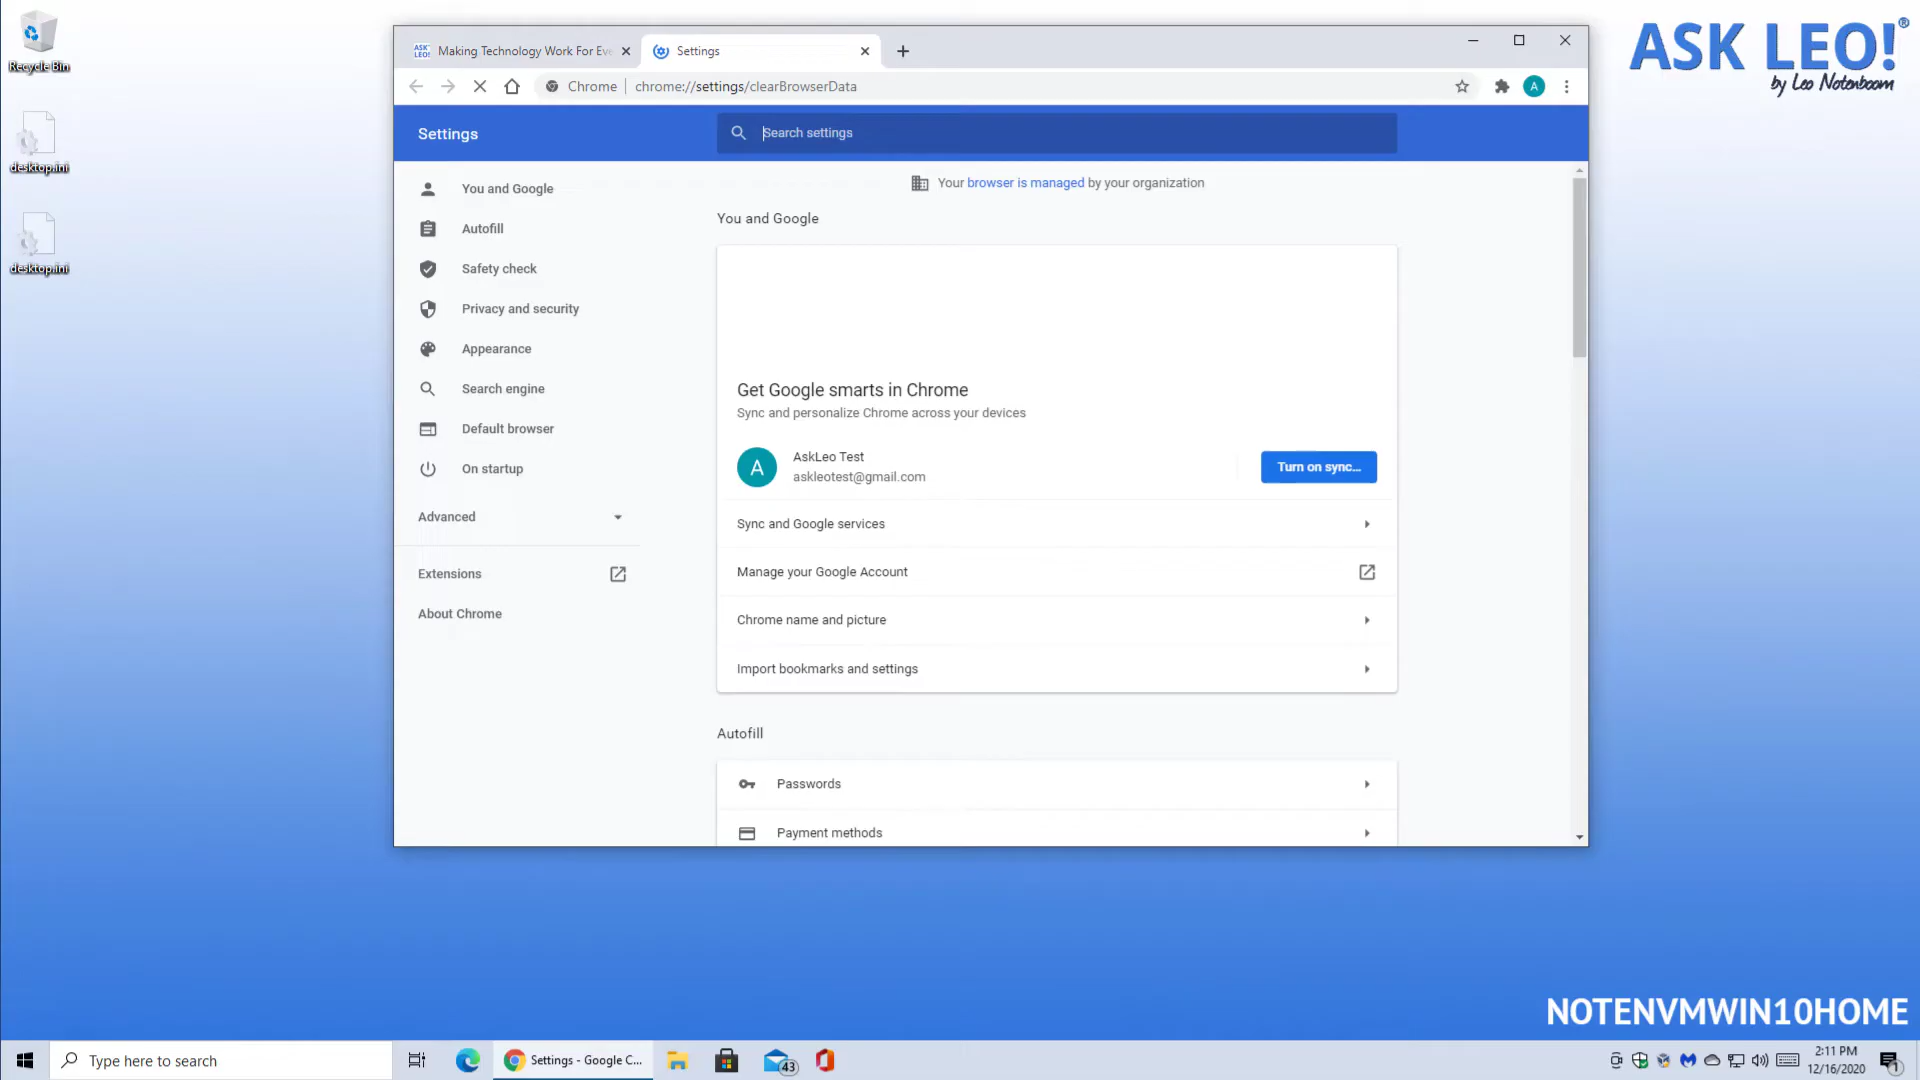 Recycle Bin
desktop.ini
desktop.ini
ASK LEO!®
by Leo Notenboom
ASK LEO!
Making Technology Work For Eve
Settings
Chrome
chrome://settings/clearBrowserData
A
Settings
Search settings
You and Google
Autofill
Safety check
Privacy and security
Appearance
Search engine
Default browser
On startup
Advanced
Extensions
About Chrome
Your browser is managed by your organization
You and Google
Get Google smarts in Chrome
Sync and personalize Chrome across your devices
A
AskLeo Test
askleotest@gmail.com
Turn on sync...
Sync and Google services
Manage your Google Account
Chrome name and picture
Import bookmarks and settings
Autofill
Passwords
Payment methods
NOTENVMWIN10HOME
Type here to search
Settings - Google C...
43
2:11 PM
12/16/2020
1